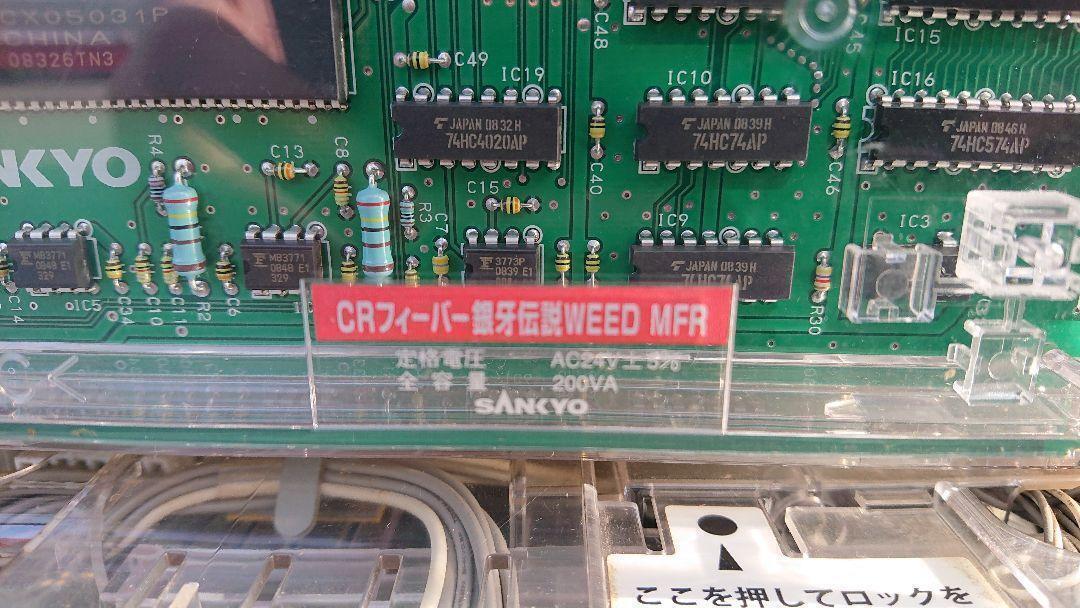 CX05031P
CHINA
08326TN3
C49
C48
C45
IC15
IC19
IC10
IC16
JAPAN 0832H
74HC4020AP
JAPAN 0839H
74HC74AP
JAPAN 0846H
74HC574AP
NKYO
R4
C13
C8
C15
R3
C7
C40
C46
IC9
IC3
MB3771
0848 E1
329
MB3771
0848 E1
329
3773P
0839 E1
JAPAN 0839H
74HC74AP
C14
IC5
C34
C10
C11
R2
C6
R30
CRフィーバー銀牙伝説WEED MFR
定格電圧 AC24V±5%
全容量 200VA
SANKYO
ここを押してロックを